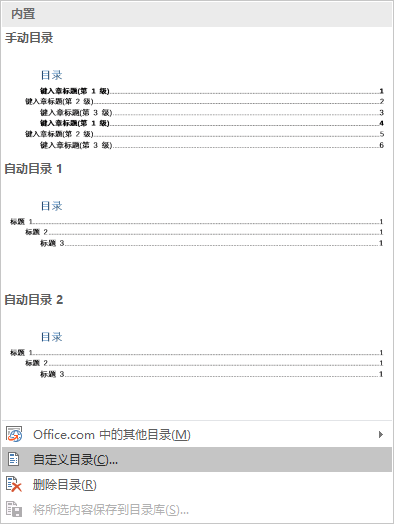 内置
手动目录
目录
键入章标题(第 1 级)...1
键入章标题(第 2 级)...2
键入章标题(第 3 级)...3
键入章标题(第 1 级)...4
键入章标题(第 2 级)...5
键入章标题(第 3 级)...6
自动目录 1
目录
标题 1...1
标题 2...1
标题 3...1
自动目录 2
目录
标题 1...1
标题 2...1
标题 3...1
Office.com 中的其他目录(M)
自定义目录(C)...
删除目录(R)
将所选内容保存到目录库(S)...